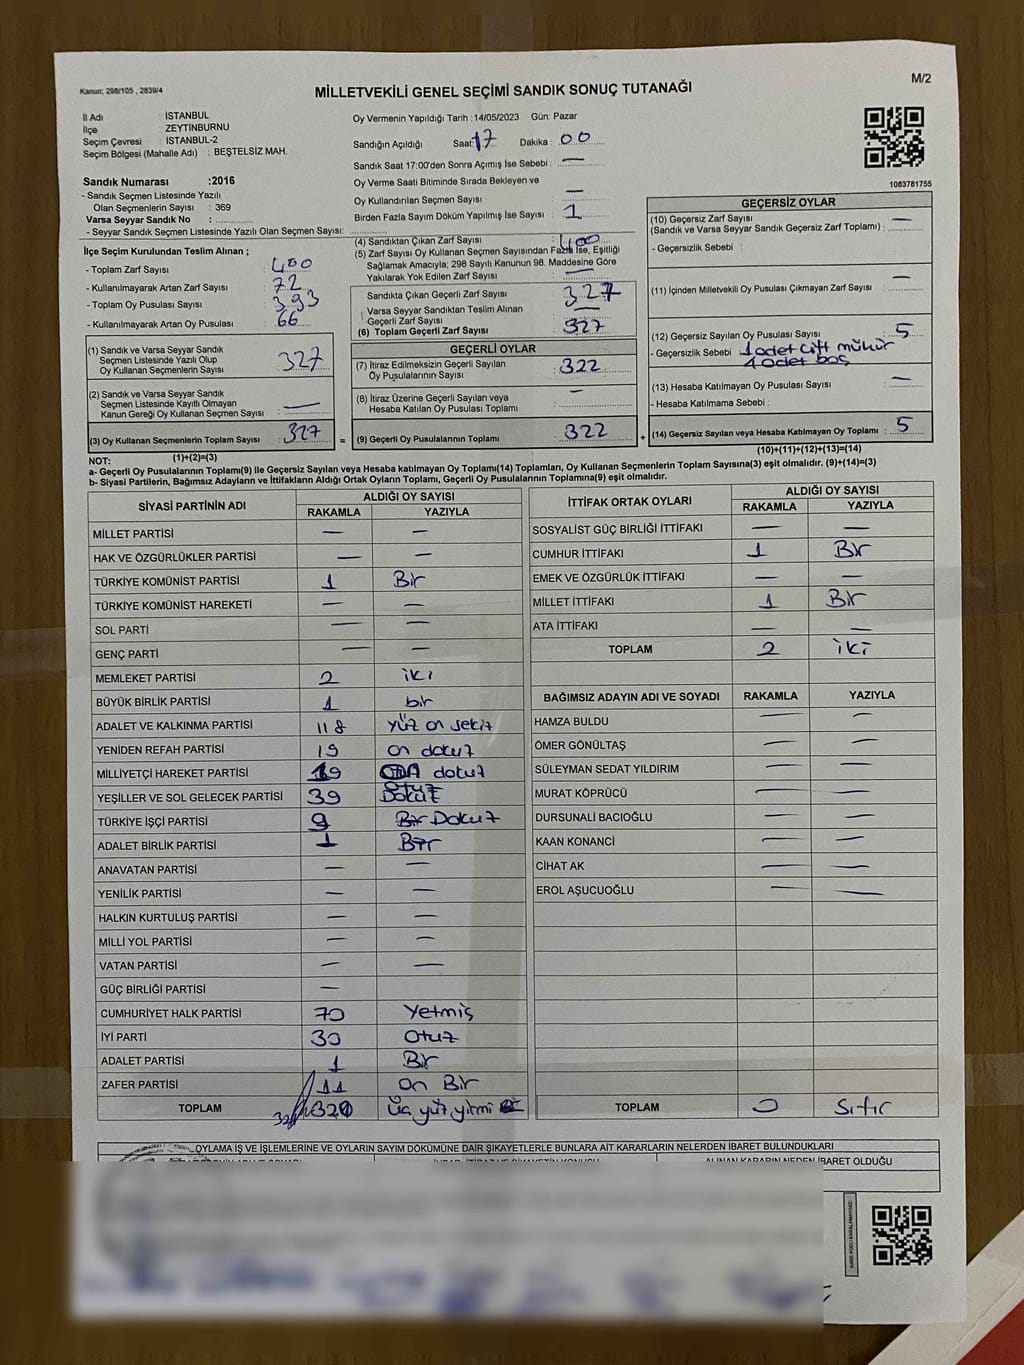 Kanun; 298/105 , 2839/4
MİLLETVEKİLİ GENEL SEÇİMİ SANDIK SONUÇ TUTANAĞI
M/2
İl Adı : İSTANBUL
İlçe : ZEYTİNBURNU
Seçim Çevresi : İSTANBUL-2
Seçim Bölgesi (Mahalle Adı) : BEŞTELSİZ MAH.
Sandık Numarası :2016
- Sandık Seçmen Listesinde Yazılı
Olan Seçmenlerin Sayısı : 369
Varsa Seyyar Sandık No :
- Seyyar Sandık Seçmen Listesinde Yazılı Olan Seçmen Sayısı:
İlçe Seçim Kurulundan Teslim Alınan ;
- Toplam Zarf Sayısı : 400
- Kullanılmayarak Artan Zarf Sayısı : 72
- Toplam Oy Pusulası Sayısı : 393
- Kullanılmayarak Artan Oy Pusulası : 66
(1) Sandık ve Varsa Seyyar Sandık
Seçmen Listesinde Yazılı Olup
Oy Kullanan Seçmenlerin Sayısı : 327
(2) Sandık ve Varsa Seyyar Sandık
Seçmen Listesinde Kayıtlı Olmayan
Kanun Gereği Oy Kullanan Seçmen Sayısı : —
(3) Oy Kullanan Seçmenlerin Toplam Sayısı : 327 =
(1)+(2)=(3)
Oy Vermenin Yapıldığı Tarih :14/05/2023 Gün: Pazar
Sandığın Açıldığı Saat: 17 Dakika : 00
Sandık Saat 17:00'den Sonra Açımış İse Sebebi : —
Oy Verme Saati Bitiminde Sırada Bekleyen ve
Oy Kullandırılan Seçmen Sayısı : —
Birden Fazla Sayım Döküm Yapılmış İse Sayısı : 1
(4) Sandıktan Çıkan Zarf Sayısı : 400
(5) Zarf Sayısı Oy Kullanan Seçmen Sayısından Fazla İse, Eşitliği
Sağlamak Amacıyla; 298 Sayılı Kanunun 98. Maddesine Göre
Yakılarak Yok Edilen Zarf Sayısı : —
Sandıkta Çıkan Geçerli Zarf Sayısı : 327
Varsa Seyyar Sandıktan Teslim Alınan
Geçerli Zarf Sayısı : —
(6) Toplam Geçerli Zarf Sayısı : 327
GEÇERLİ OYLAR
(7) İtiraz Edilmeksizin Geçerli Sayılan
Oy Pusulalarının Sayısı : 322
(8) İtiraz Üzerine Geçerli Sayılan veya
Hesaba Katılan Oy Pusulası Toplamı : —
(9) Geçerli Oy Pusulalarının Toplamı : 322 +
1083781755
GEÇERSİZ OYLAR
(10) Geçersiz Zarf Sayısı : —
(Sandık ve Varsa Seyyar Sandık Geçersiz Zarf Toplamı) :
- Geçersizlik Sebebi :
(11) İçinden Milletvekili Oy Pusulası Çıkmayan Zarf Sayısı : —
(12) Geçersiz Sayılan Oy Pusulası Sayısı : 5
- Geçersizlik Sebebi : 1 adet çift mühür
4 adet boş
(13) Hesaba Katılmayan Oy Pusulası Sayısı : —
- Hesaba Katılmama Sebebi :
(14) Geçersiz Sayılan veya Hesaba Katılmayan Oy Toplamı : 5
(10)+(11)+(12)+(13)=(14)
NOT:
a- Geçerli Oy Pusulalarının Toplamı(9) ile Geçersiz Sayılan veya Hesaba katılmayan Oy Toplamı(14) Toplamları, Oy Kullanan Seçmenlerin Toplam Sayısına(3) eşit olmalıdır. (9)+(14)=(3)
b- Siyasi Partilerin, Bağımsız Adayların ve İttifakların Aldığı Ortak Oyların Toplamı, Geçerli Oy Pusulalarının Toplamına(9) eşit olmalıdır.
SİYASİ PARTİNİN ADI ALDIĞI OY SAYISI
RAKAMLA YAZIYLA
MİLLET PARTİSİ — —
HAK VE ÖZGÜRLÜKLER PARTİSİ — —
TÜRKİYE KOMÜNİST PARTİSİ 1 Bir
TÜRKİYE KOMÜNİST HAREKETİ — —
SOL PARTİ — —
GENÇ PARTİ — —
MEMLEKET PARTİSİ 2 iki
BÜYÜK BİRLİK PARTİSİ 1 bir
ADALET VE KALKINMA PARTİSİ 118 yüz on sekiz
YENİDEN REFAH PARTİSİ 19 on dokuz
MİLLİYETÇİ HAREKET PARTİSİ 19 dokuz
YEŞİLLER VE SOL GELECEK PARTİSİ 39 otuz Dokuz
TÜRKİYE İŞÇİ PARTİSİ 9 Bir Dokuz
ADALET BİRLİK PARTİSİ 1 Bir
ANAVATAN PARTİSİ — —
YENİLİK PARTİSİ — —
HALKIN KURTULUŞ PARTİSİ — —
MİLLİ YOL PARTİSİ — —
VATAN PARTİSİ — —
GÜÇ BİRLİĞİ PARTİSİ —
CUMHURİYET HALK PARTİSİ 70 Yetmiş
İYİ PARTİ 30 Otuz
ADALET PARTİSİ 1 Bir
ZAFER PARTİSİ 11 on Bir
TOPLAM 320 üç yüz yirmi
İTTİFAK ORTAK OYLARI ALDIĞI OY SAYISI
RAKAMLA YAZIYLA
SOSYALİST GÜÇ BİRLİĞİ İTTİFAKI — —
CUMHUR İTTİFAKI 1 Bir
EMEK VE ÖZGÜRLÜK İTTİFAKI — —
MİLLET İTTİFAKI 1 Bir
ATA İTTİFAKI — —
TOPLAM 2 iki
BAĞIMSIZ ADAYIN ADI VE SOYADI RAKAMLA YAZIYLA
HAMZA BULDU — —
ÖMER GÖNÜLTAŞ — —
SÜLEYMAN SEDAT YILDIRIM — —
MURAT KÖPRÜCÜ — —
DURSUNALİ BACIOĞLU — —
KAAN KONANCİ — —
CİHAT AK — —
EROL AŞUCUOĞLU — —
TOPLAM 0 Sıfır
OYLAMA İŞ VE İŞLEMLERİNE VE OYLARIN SAYIM DÖKÜMÜNE DAİR ŞİKAYETLERLE BUNLARA AİT KARARLARIN NELERDEN İBARET BULUNDUKLARI
ALINAN KARARIN NEDEN İBARET OLDUĞU